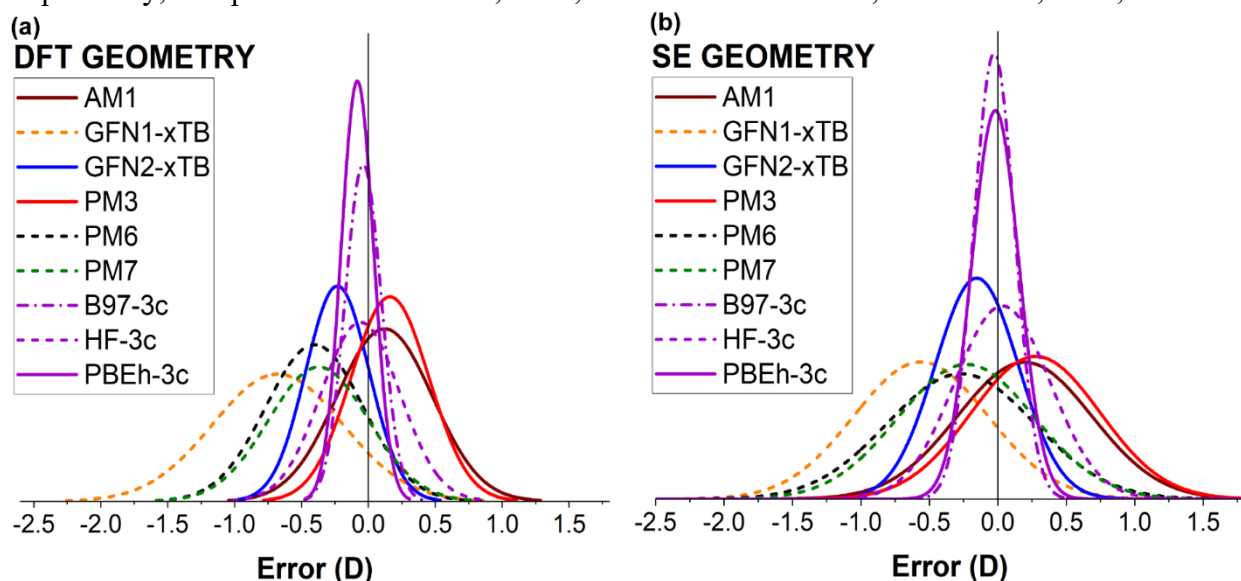 (a)
DFT GEOMETRY
AM1
GFN1-xTB
GFN2-xTB
PM3
PM6
PM7
B97-3c
HF-3c
PBEh-3c
-2.5 -2.0 -1.5 -1.0 -0.5 0.0 0.5 1.0 1.5
Error (D)
(b)
SE GEOMETRY
AM1
GFN1-xTB
GFN2-xTB
PM3
PM6
PM7
B97-3c
HF-3c
PBEh-3c
-2.5 -2.0 -1.5 -1.0 -0.5 0.0 0.5 1.0 1.5
Error (D)